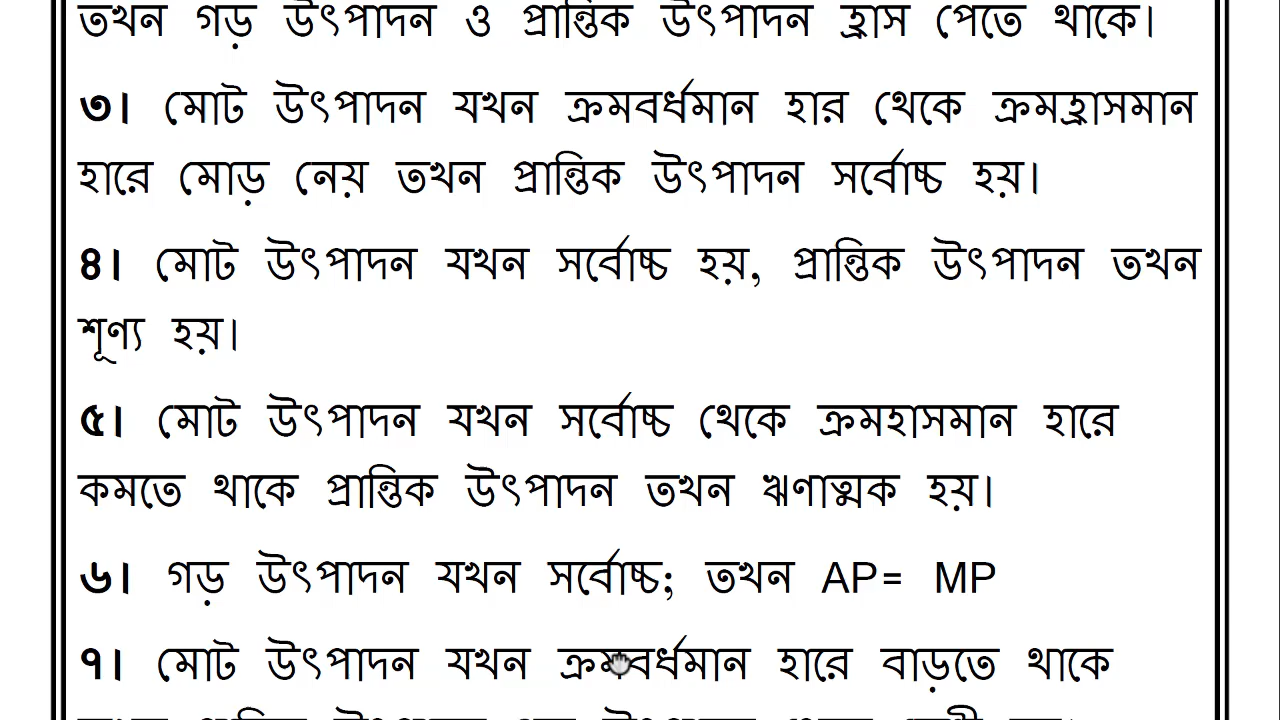 তখন গড় উৎপাদন ও প্রান্তিক উৎপাদন হ্রাস পেতে থাকে।
৩। মোট উৎপাদন যখন ক্রমবর্ধমান হার থেকে ক্রমহ্রাসমান
হারে মোড় নেয় তখন প্রান্তিক উৎপাদন সর্বোচ্চ হয়।
৪। মোট উৎপাদন যখন সর্বোচ্চ হয়, প্রান্তিক উৎপাদন তখন
শূণ্য হয়।
৫। মোট উৎপাদন যখন সর্বোচ্চ থেকে ক্রমহাসমান হারে
কমতে থাকে প্রান্তিক উৎপাদন তখন ঋণাত্মক হয়।
৬। গড় উৎপাদন যখন সর্বোচ্চ; তখন AP= MP
৭। মোট উৎপাদন যখন ক্রমবর্ধমান হারে বাড়তে থাকে